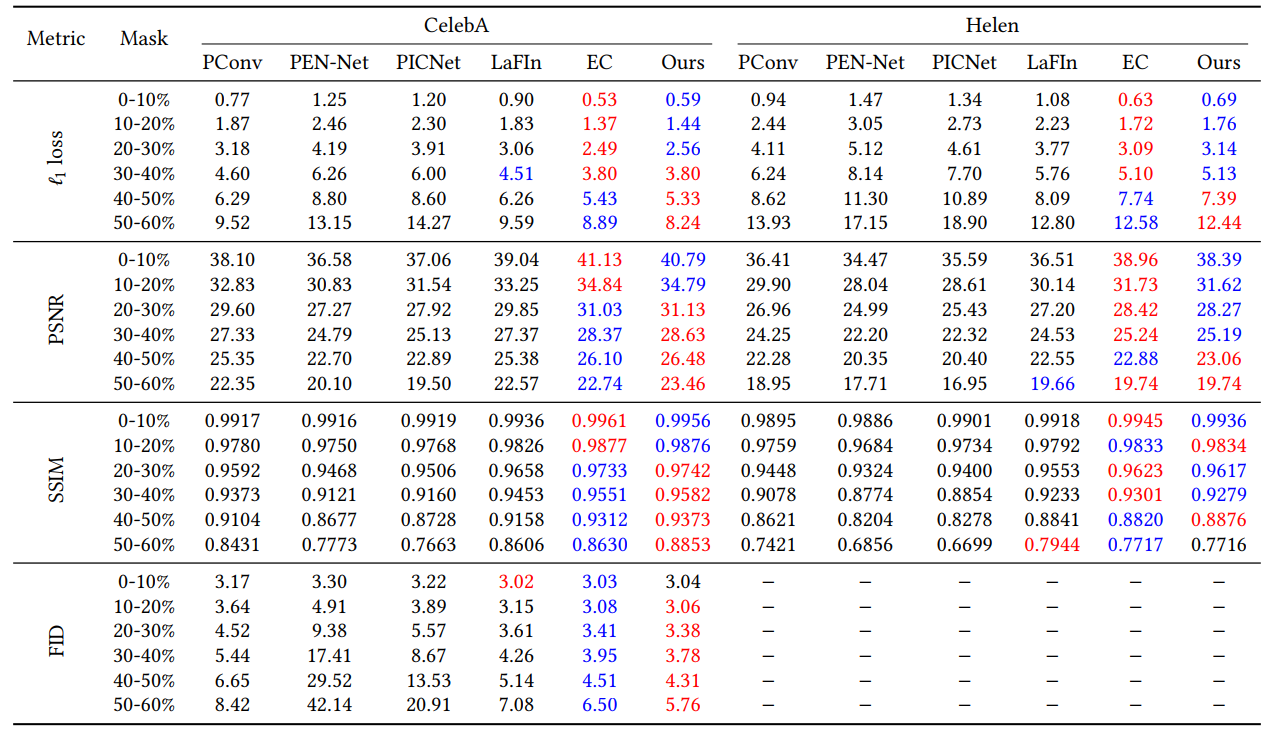 Metric Mask CelebA Helen
PConv PEN-Net PICNet LaFIn EC Ours PConv PEN-Net PICNet LaFIn EC Ours
ℓ1 loss
0-10% 0.77 1.25 1.20 0.90 0.53 0.59 0.94 1.47 1.34 1.08 0.63 0.69
10-20% 1.87 2.46 2.30 1.83 1.37 1.44 2.44 3.05 2.73 2.23 1.72 1.76
20-30% 3.18 4.19 3.91 3.06 2.49 2.56 4.11 5.12 4.61 3.77 3.09 3.14
30-40% 4.60 6.26 6.00 4.51 3.80 3.80 6.24 8.14 7.70 5.76 5.10 5.13
40-50% 6.29 8.80 8.60 6.26 5.43 5.33 8.62 11.30 10.89 8.09 7.74 7.39
50-60% 9.52 13.15 14.27 9.59 8.89 8.24 13.93 17.15 18.90 12.80 12.58 12.44
PSNR
0-10% 38.10 36.58 37.06 39.04 41.13 40.79 36.41 34.47 35.59 36.51 38.96 38.39
10-20% 32.83 30.83 31.54 33.25 34.84 34.79 29.90 28.04 28.61 30.14 31.73 31.62
20-30% 29.60 27.27 27.92 29.85 31.03 31.13 26.96 24.99 25.43 27.20 28.42 28.27
30-40% 27.33 24.79 25.13 27.37 28.37 28.63 24.25 22.20 22.32 24.53 25.24 25.19
40-50% 25.35 22.70 22.89 25.38 26.10 26.48 22.28 20.35 20.40 22.55 22.88 23.06
50-60% 22.35 20.10 19.50 22.57 22.74 23.46 18.95 17.71 16.95 19.66 19.74 19.74
SSIM
0-10% 0.9917 0.9916 0.9919 0.9936 0.9961 0.9956 0.9895 0.9886 0.9901 0.9918 0.9945 0.9936
10-20% 0.9780 0.9750 0.9768 0.9826 0.9877 0.9876 0.9759 0.9684 0.9734 0.9792 0.9833 0.9834
20-30% 0.9592 0.9468 0.9506 0.9658 0.9733 0.9742 0.9448 0.9324 0.9400 0.9553 0.9623 0.9617
30-40% 0.9373 0.9121 0.9160 0.9453 0.9551 0.9582 0.9078 0.8774 0.8854 0.9233 0.9301 0.9279
40-50% 0.9104 0.8677 0.8728 0.9158 0.9312 0.9373 0.8621 0.8204 0.8278 0.8841 0.8820 0.8876
50-60% 0.8431 0.7773 0.7663 0.8606 0.8630 0.8853 0.7421 0.6856 0.6699 0.7944 0.7717 0.7716
FID
0-10% 3.17 3.30 3.22 3.02 3.03 3.04 – – – – – –
10-20% 3.64 4.91 3.89 3.15 3.08 3.06 – – – – – –
20-30% 4.52 9.38 5.57 3.61 3.41 3.38 – – – – – –
30-40% 5.44 17.41 8.67 4.26 3.95 3.78 – – – – – –
40-50% 6.65 29.52 13.53 5.14 4.51 4.31 – – – – – –
50-60% 8.42 42.14 20.91 7.08 6.50 5.76 – – – – – –